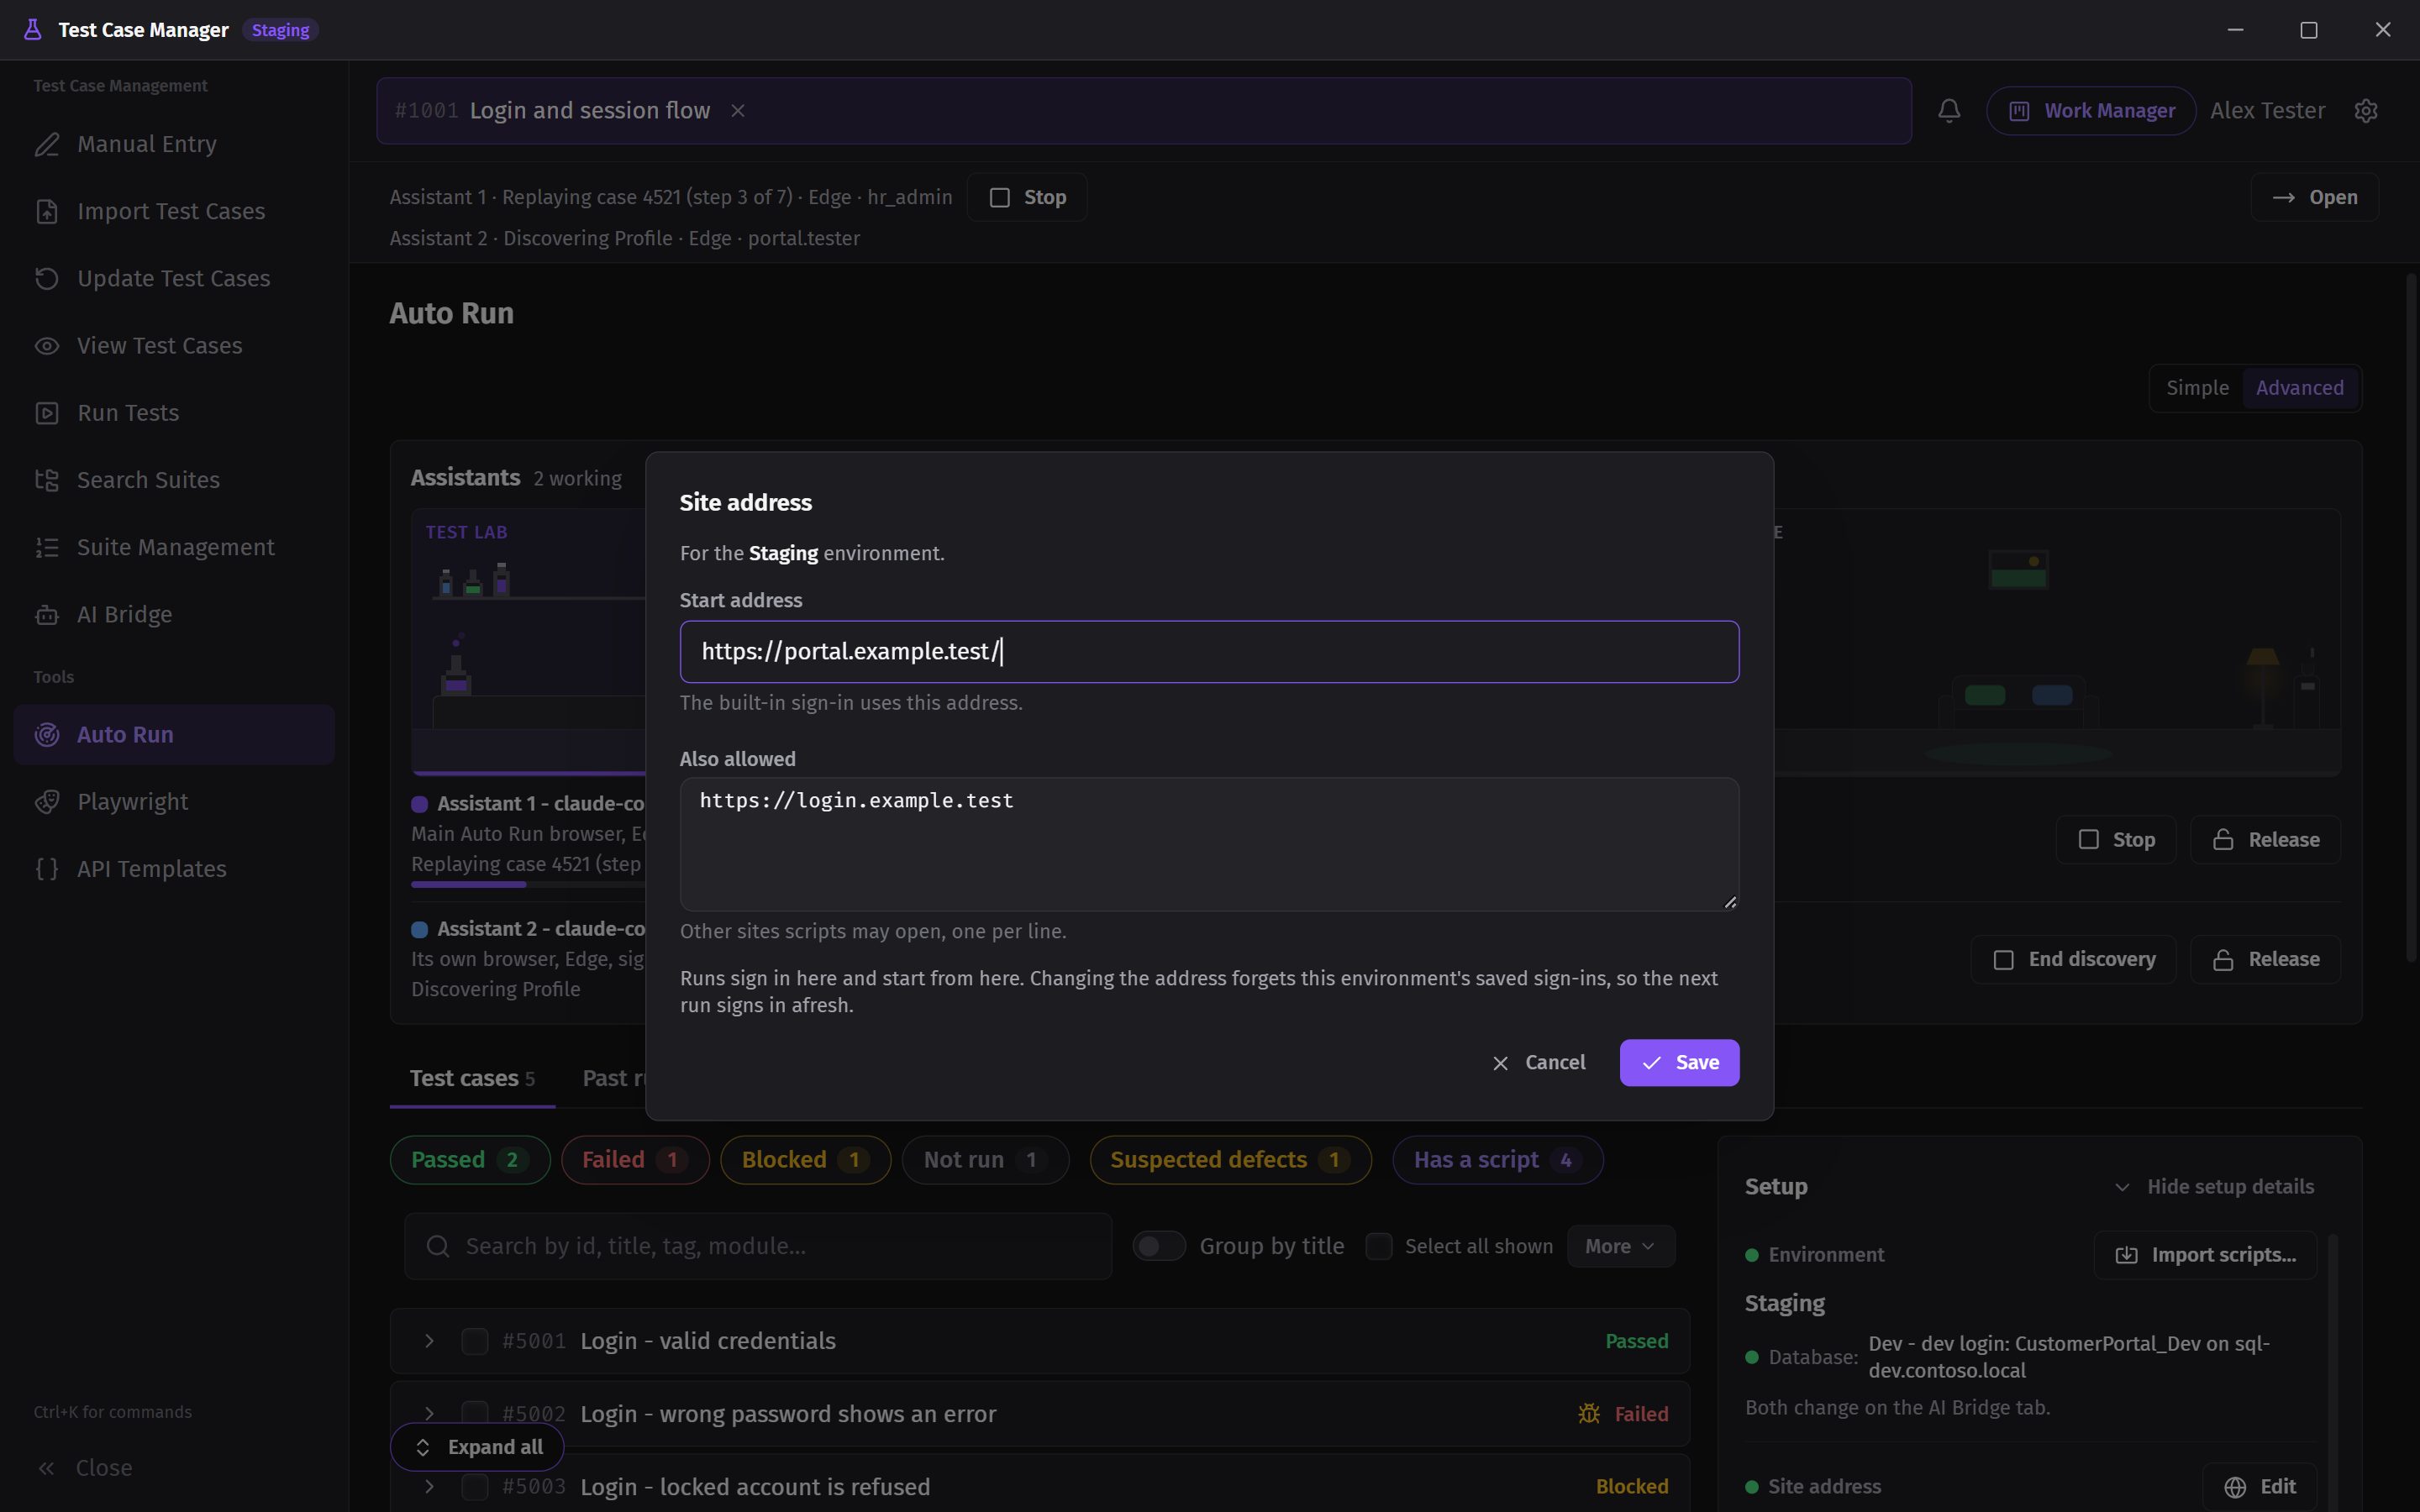 Test Case Manager Staging
Test Case Management
Manual Entry
Import Test Cases
Update Test Cases
View Test Cases
Run Tests
Search Suites
Suite Management
AI Bridge
Tools
Auto Run
Playwright
API Templates
Ctrl+K for commands
Close
#1001 Login and session flow
Work Manager
Alex Tester
Assistant 1 · Replaying case 4521 (step 3 of 7) · Edge · hr_admin
Stop
Open
Assistant 2 · Discovering Profile · Edge · portal.tester
Auto Run
Simple
Advanced
Assistants 2 working
TEST LAB
Assistant 1 - claude-co
Main Auto Run browser,
Replaying case 4521 (step
Stop
Release
Assistant 2 - claude-co
Its own browser, Edge, sig
Discovering Profile
End discovery
Release
Site address
For the Staging environment.
Start address
https://portal.example.test/
The built-in sign-in uses this address.
Also allowed
https://login.example.test
Other sites scripts may open, one per line.
Runs sign in here and start from here. Changing the address forgets this environment's saved sign-ins, so the next
run signs in afresh.
Cancel
Save
Test cases 5
Past r
Passed 2
Failed 1
Blocked 1
Not run 1
Suspected defects 1
Has a script 4
Search by id, title, tag, module...
Group by title
Select all shown
More
#5001 Login - valid credentials Passed
#5002 Login - wrong password shows an error Failed
Expand all
#5003 Login - locked account is refused Blocked
Setup
Hide setup details
Environment
Import scripts...
Staging
Database: Dev - dev login: CustomerPortal_Dev on sql-
dev.contoso.local
Both change on the AI Bridge tab.
Site address
Edit